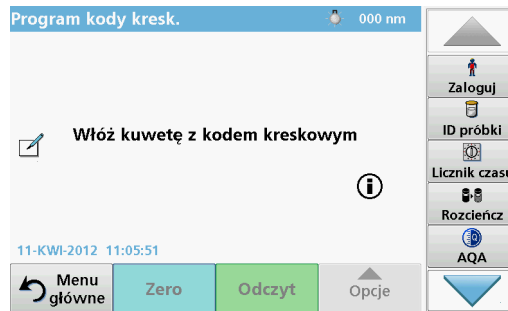 Program kody kresk.
000 nm
Włóż kuwetę z kodem kreskowym
11-KWI-2012 11:05:51
Menu
główne
Zero
Odczyt
Opcje
Zaloguj
ID próbki
Licznik czasu
Rozcieńcz
AQA